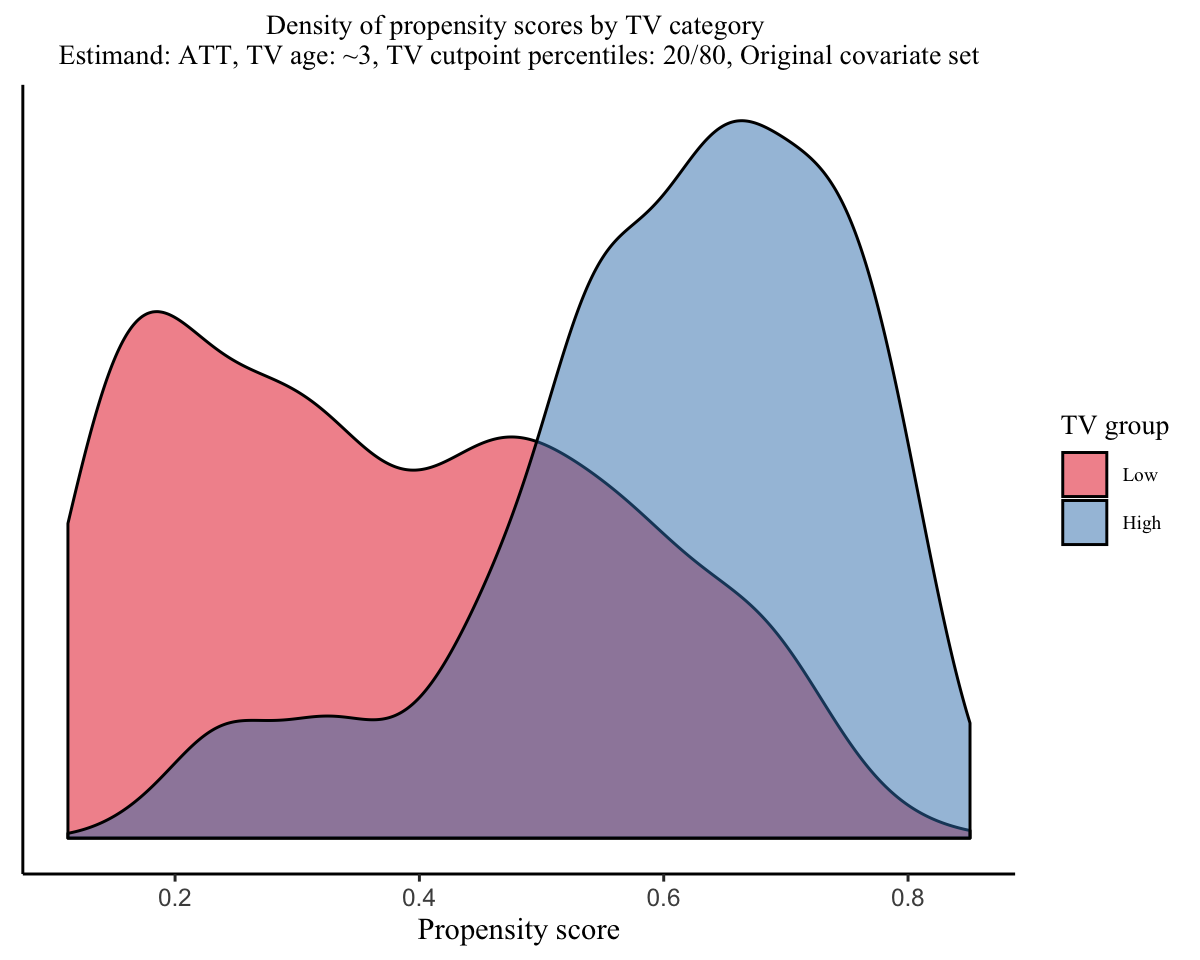 Density of propensity scores by TV category
Estimand: ATT, TV age: ~3, TV cutpoint percentiles: 20/80, Original covariate set
TV group
Low
High
0.2 0.4 0.6 0.8
Propensity score